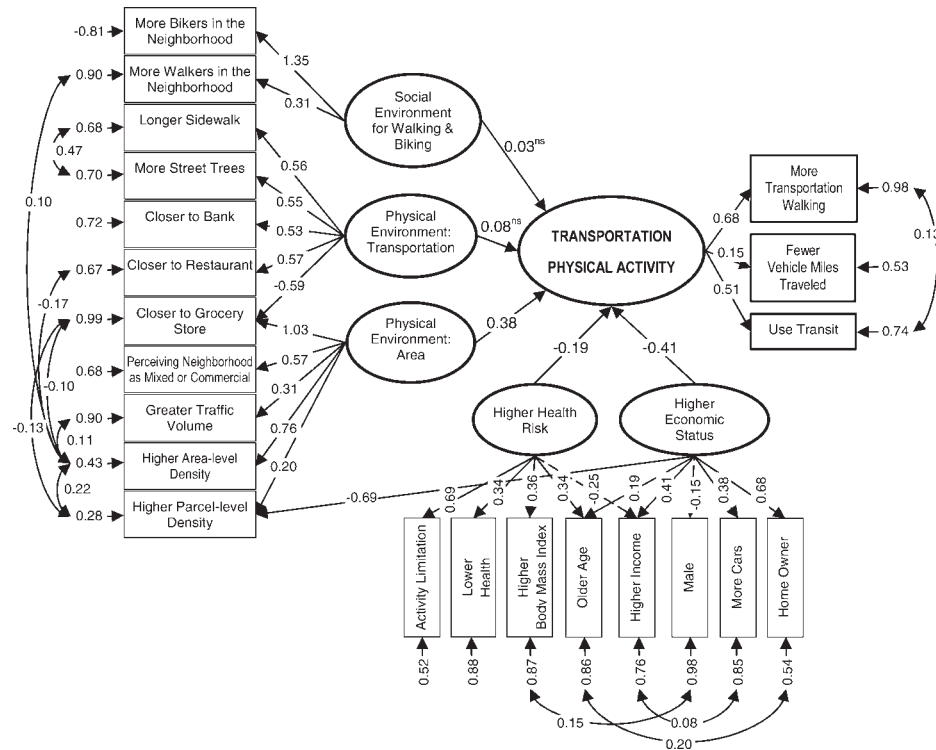 -0.81
More Bikers in the
Neighborhood
0.90
More Walkers in the
Neighborhood
0.68
Longer Sidewalk
0.47
0.70
More Street Trees
0.10
0.72
Closer to Bank
0.67
Closer to Restaurant
-0.17
0.99
Closer to Grocery
Store
0.68
Perceiving Neighborhood
as Mixed or Commercial
-0.10
0.90
Greater Traffic
Volume
-0.13
0.11
0.43
Higher Area-level
Density
0.22
0.28
Higher Parcel-level
Density
1.35
0.31
Social
Environment
for Walking &
Biking
0.03ns
0.56
0.55
0.53
0.57
-0.59
Physical
Environment:
Transportation
0.08ns
1.03
0.57
0.31
0.76
0.20
Physical
Environment:
Area
0.38
TRANSPORTATION
PHYSICAL ACTIVITY
0.68
0.15
0.51
More
Transportation
Walking
0.98
0.13
Fewer
Vehicle Miles
Traveled
0.53
Use Transit
0.74
-0.19
-0.41
Higher Health
Risk
Higher
Economic
Status
-0.69
0.69
0.34
0.36
0.34
-0.25
0.19
0.41
-0.15
0.38
0.68
Activity Limitation
Lower
Health
Higher
Body Mass Index
Older Age
Higher Income
Male
More Cars
Home Owner
0.52
0.88
0.87
0.86
0.76
0.98
0.85
0.54
0.15
0.08
0.20